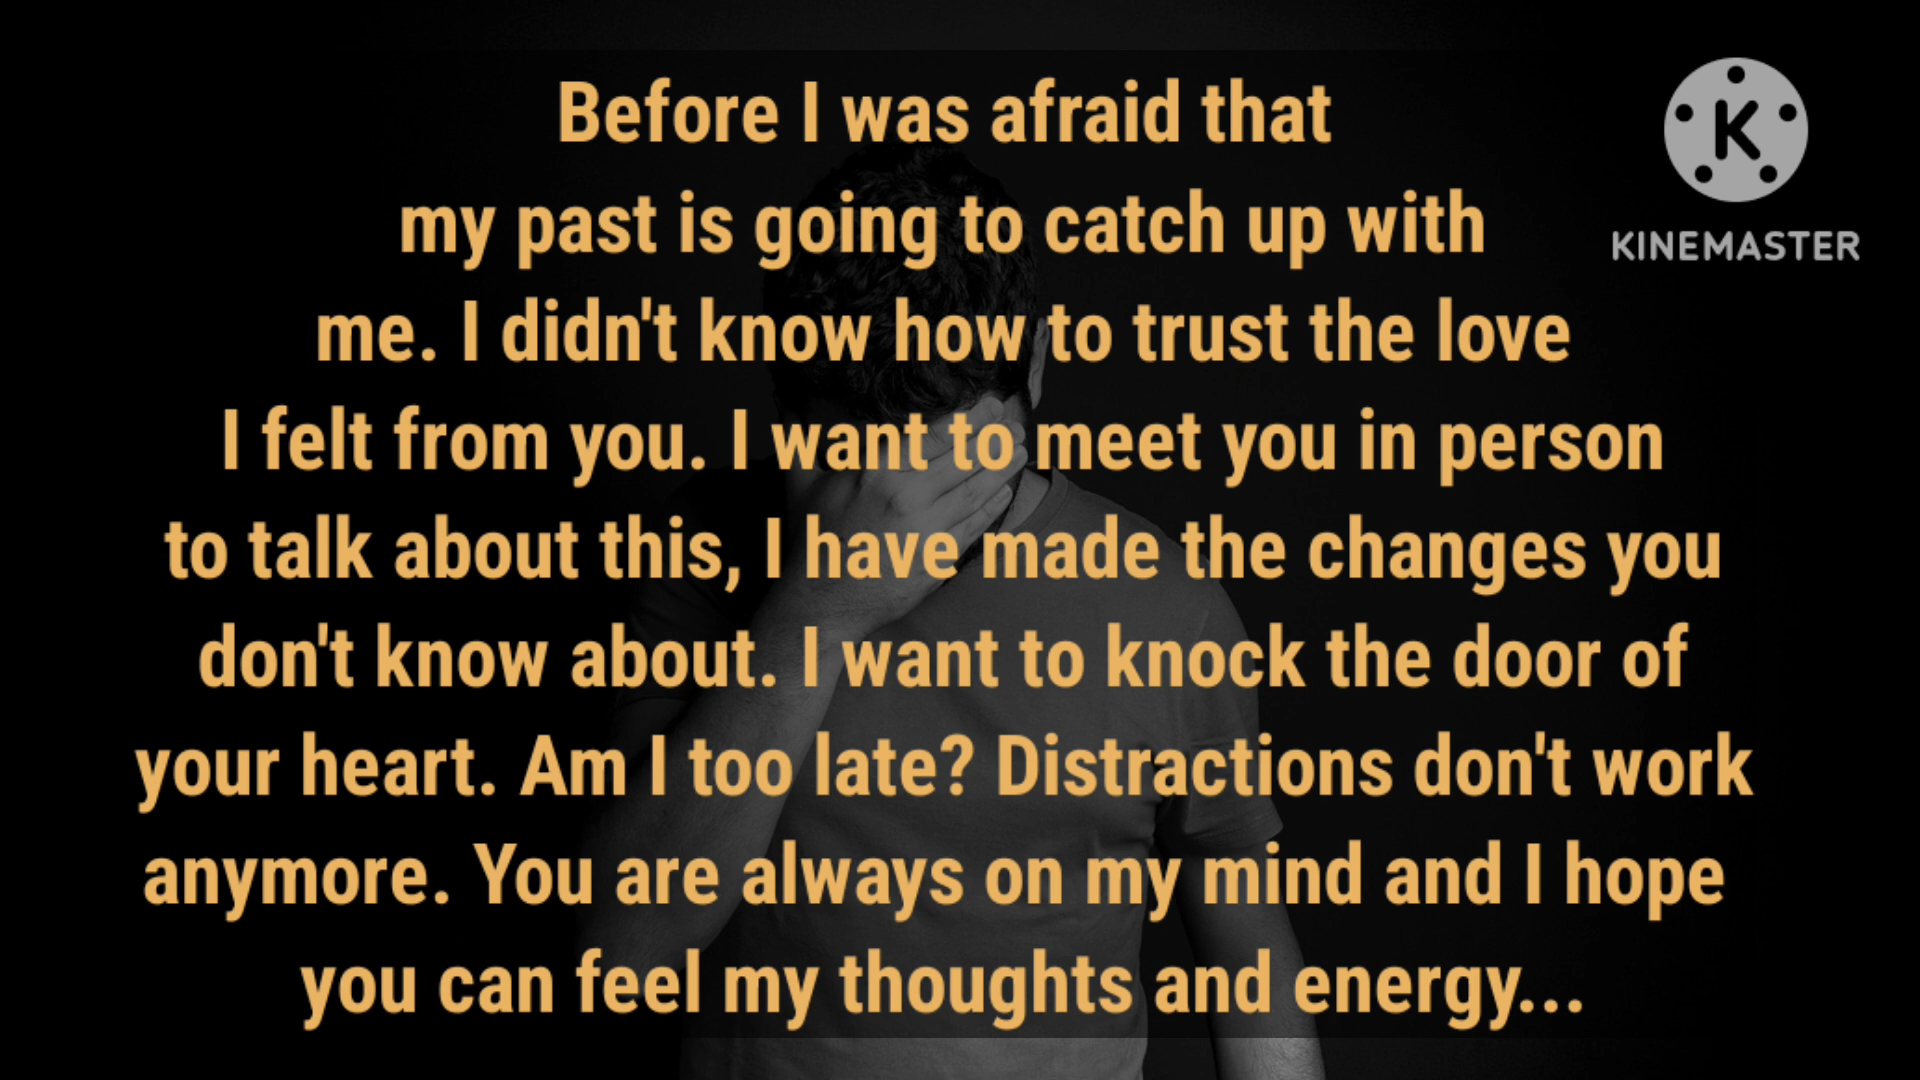 Before I was afraid that
my past is going to catch up with
me. I didn't know how to trust the love
I felt from you. I want to meet you in person
to talk about this, I have made the changes you
don't know about. I want to knock the door of
your heart. Am I too late? Distractions don't work
anymore. You are always on my mind and I hope
you can feel my thoughts and energy...
K
KINEMASTER